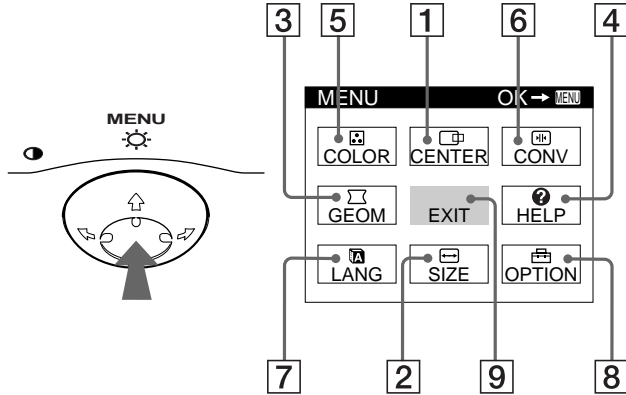 3 5 1 6 4
MENU
MENU OK→ MENU
COLOR CENTER CONV
GEOM EXIT HELP
LANG SIZE OPTION
7 2 9 8